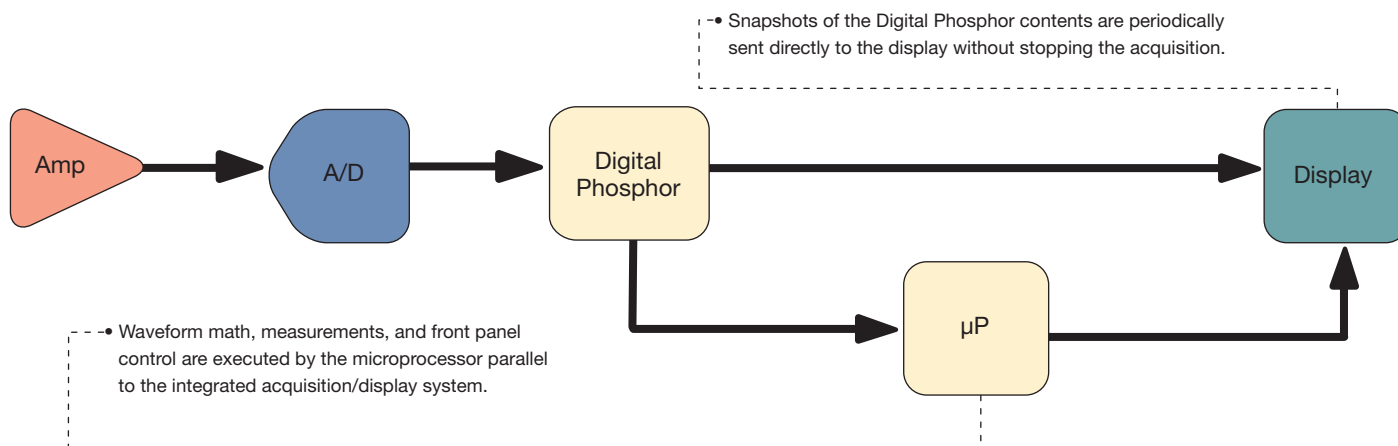 • Snapshots of the Digital Phosphor contents are periodically
sent directly to the display without stopping the acquisition.
Amp
A/D
Digital
Phosphor
Display
µP
• Waveform math, measurements, and front panel
control are executed by the microprocessor parallel
to the integrated acquisition/display system.